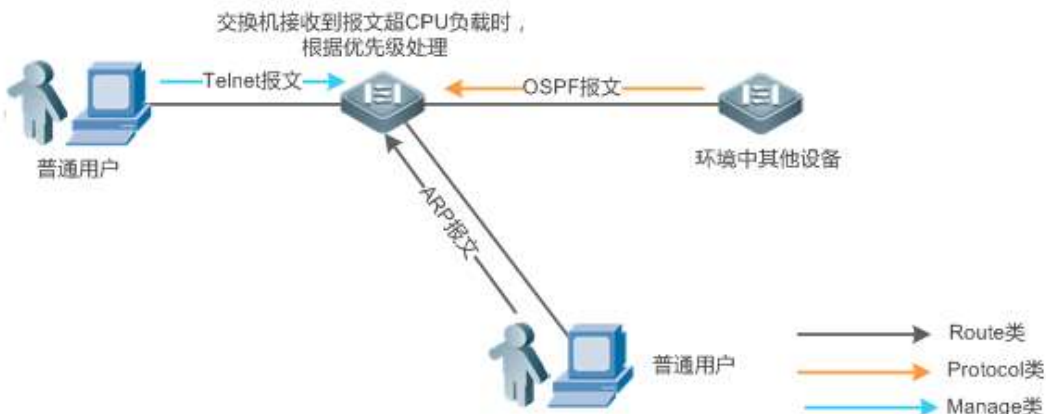 交换机接收到报文超CPU负载时，
根据优先级处理
Telnet报文
OSPF报文
普通用户
环境中其他设备
ARP报文
普通用户
Route类
Protocol类
Manage类